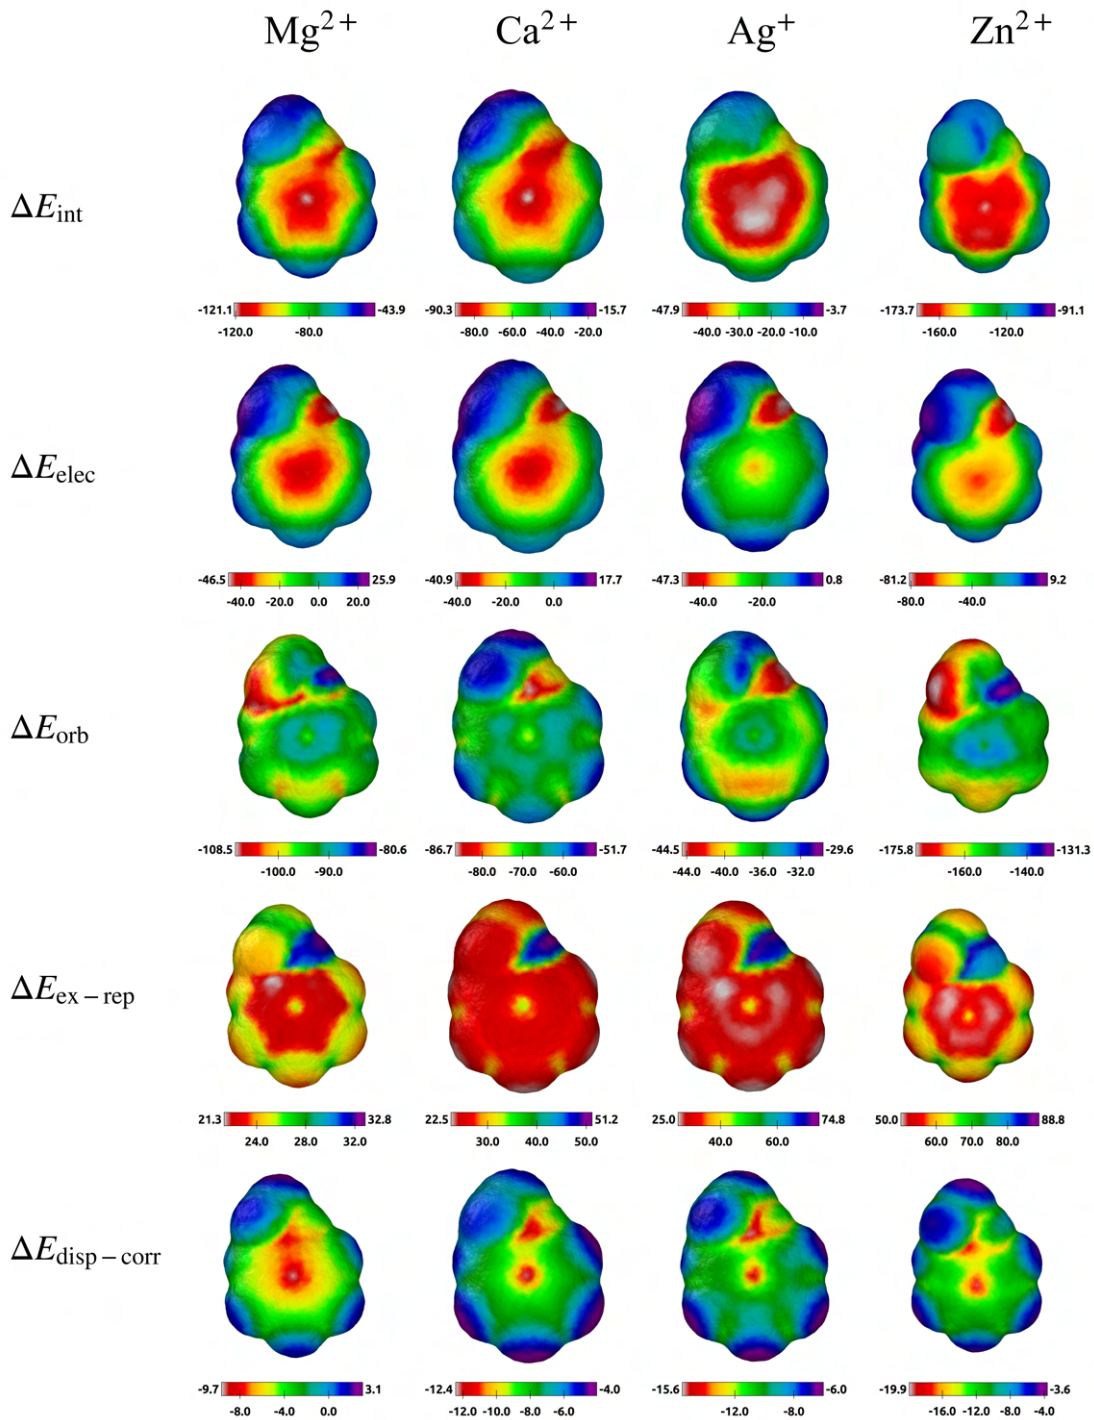 Mg2+ Ca2+ Ag+ Zn2+
ΔEint
-121.1 -43.9 -90.3 -15.7 -47.9 -3.7 -173.7 -91.1
-120.0 -80.0 -80.0 -60.0 -40.0 -20.0 -40.0 -30.0 -20.0 -10.0 -160.0 -120.0
ΔEelec
-46.5 25.9 -40.9 17.7 -47.3 0.8 -81.2 9.2
-40.0 -20.0 0.0 20.0 -40.0 -20.0 0.0 -40.0 -20.0 -80.0 -40.0
ΔEorb
-108.5 -80.6 -86.7 -51.7 -44.5 -29.6 -175.8 -131.3
-100.0 -90.0 -80.0 -70.0 -60.0 -44.0 -40.0 -36.0 -32.0 -160.0 -140.0
ΔEex-rep
21.3 32.8 22.5 51.2 25.0 74.8 50.0 88.8
24.0 28.0 32.0 30.0 40.0 50.0 40.0 60.0 60.0 70.0 80.0
ΔEdisp-corr
-9.7 3.1 -12.4 -4.0 -15.6 -6.0 -19.9 -3.6
-8.0 -4.0 0.0 -12.0 -10.0 -8.0 -6.0 -12.0 -8.0 -16.0 -12.0 -8.0 -4.0